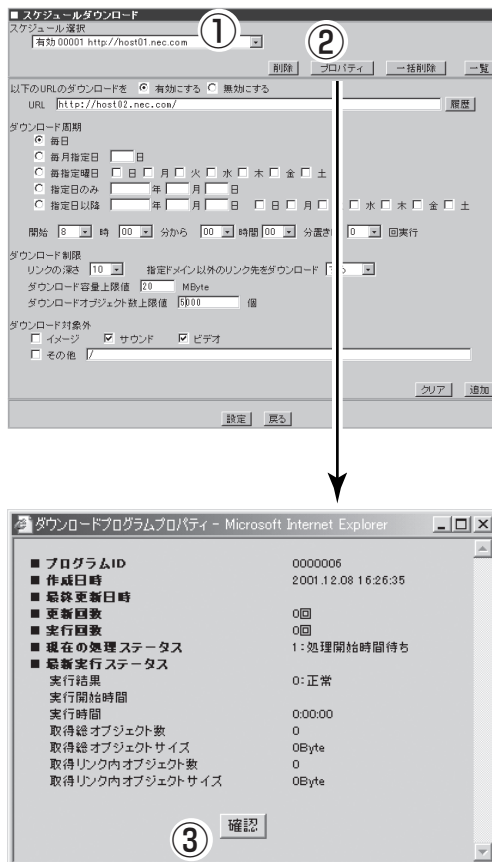 ■ スケジュールダウンロード
スケジュール選択
有効 00001 http://host01.nec.com
①
②
削除 プロパティ 一括削除 一覧
以下のURLのダウンロードを 有効にする 無効にする
URL http://host02.nec.com/ 履歴
ダウンロード周期
毎日
毎月指定日 日
毎指定曜日 日 月 火 水 木 金 土
指定日のみ 年 月 日
指定日以降 年 月 日 日 月 水 木 金 土
開始 8 時 00 分から 00 時間 00 分置き 0 回実行
ダウンロード制限
リンクの深さ 10 指定ドメイン以外のリンク先をダウンロード
ダウンロード容量上限値 20 MByte
ダウンロードオブジェクト数上限値 5000 個
ダウンロード対象外
イメージ サウンド ビデオ
その他 /
クリア 追加
設定 戻る
ダウンロードプログラムプロパティ - Microsoft Internet Explorer
■ プログラムID 0000006
■ 作成日時 2001.12.08 16:26:35
■ 最終更新日時
■ 更新回数 0回
■ 実行回数 0回
■ 現在の処理ステータス 1:処理開始時間待ち
■ 最新実行ステータス
実行結果 0:正常
実行開始時間
実行時間 0:00:00
取得総オブジェクト数 0
取得総オブジェクトサイズ 0Byte
取得リンク内オブジェクト数 0
取得リンク内オブジェクトサイズ 0Byte
③ 確認